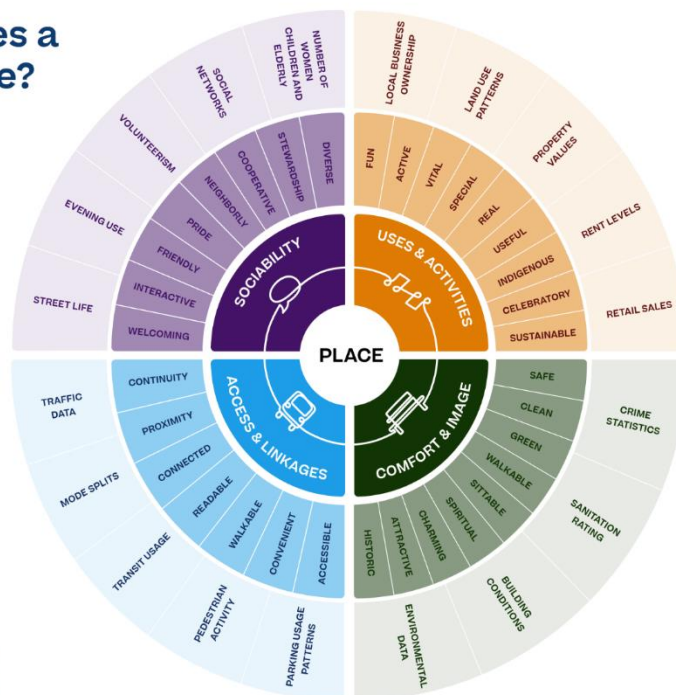 es a
e?
NUMBER OF
WOMEN
CHILDREN AND
ELDERLY
SOCIAL
NETWORKS
VOLUNTEERISM
EVENING USE
STREET LIFE
DIVERSE
STEWARDSHIP
COOPERATIVE
NEIGHBORLY
PRIDE
FRIENDLY
INTERACTIVE
WELCOMING
SOCIABILITY
LOCAL BUSINESS
OWNERSHIP
LAND USE
PATTERNS
PROPERTY
VALUES
RENT LEVELS
RETAIL SALES
FUN
ACTIVE
VITAL
SPECIAL
REAL
USEFUL
INDIGENOUS
CELEBRATORY
SUSTAINABLE
USES & ACTIVITIES
PLACE
ACCESS & LINKAGES
CONTINUITY
PROXIMITY
CONNECTED
READABLE
WALKABLE
CONVENIENT
ACCESSIBLE
TRAFFIC
DATA
MODE SPLITS
TRANSIT USAGE
PEDESTRIAN
ACTIVITY
PARKING USAGE
PATTERNS
COMFORT & IMAGE
SAFE
CLEAN
GREEN
WALKABLE
SITTABLE
SPIRITUAL
CHARMING
ATTRACTIVE
HISTORIC
CRIME
STATISTICS
SANITATION
RATING
BUILDING
CONDITIONS
ENVIRONMENTAL
DATA